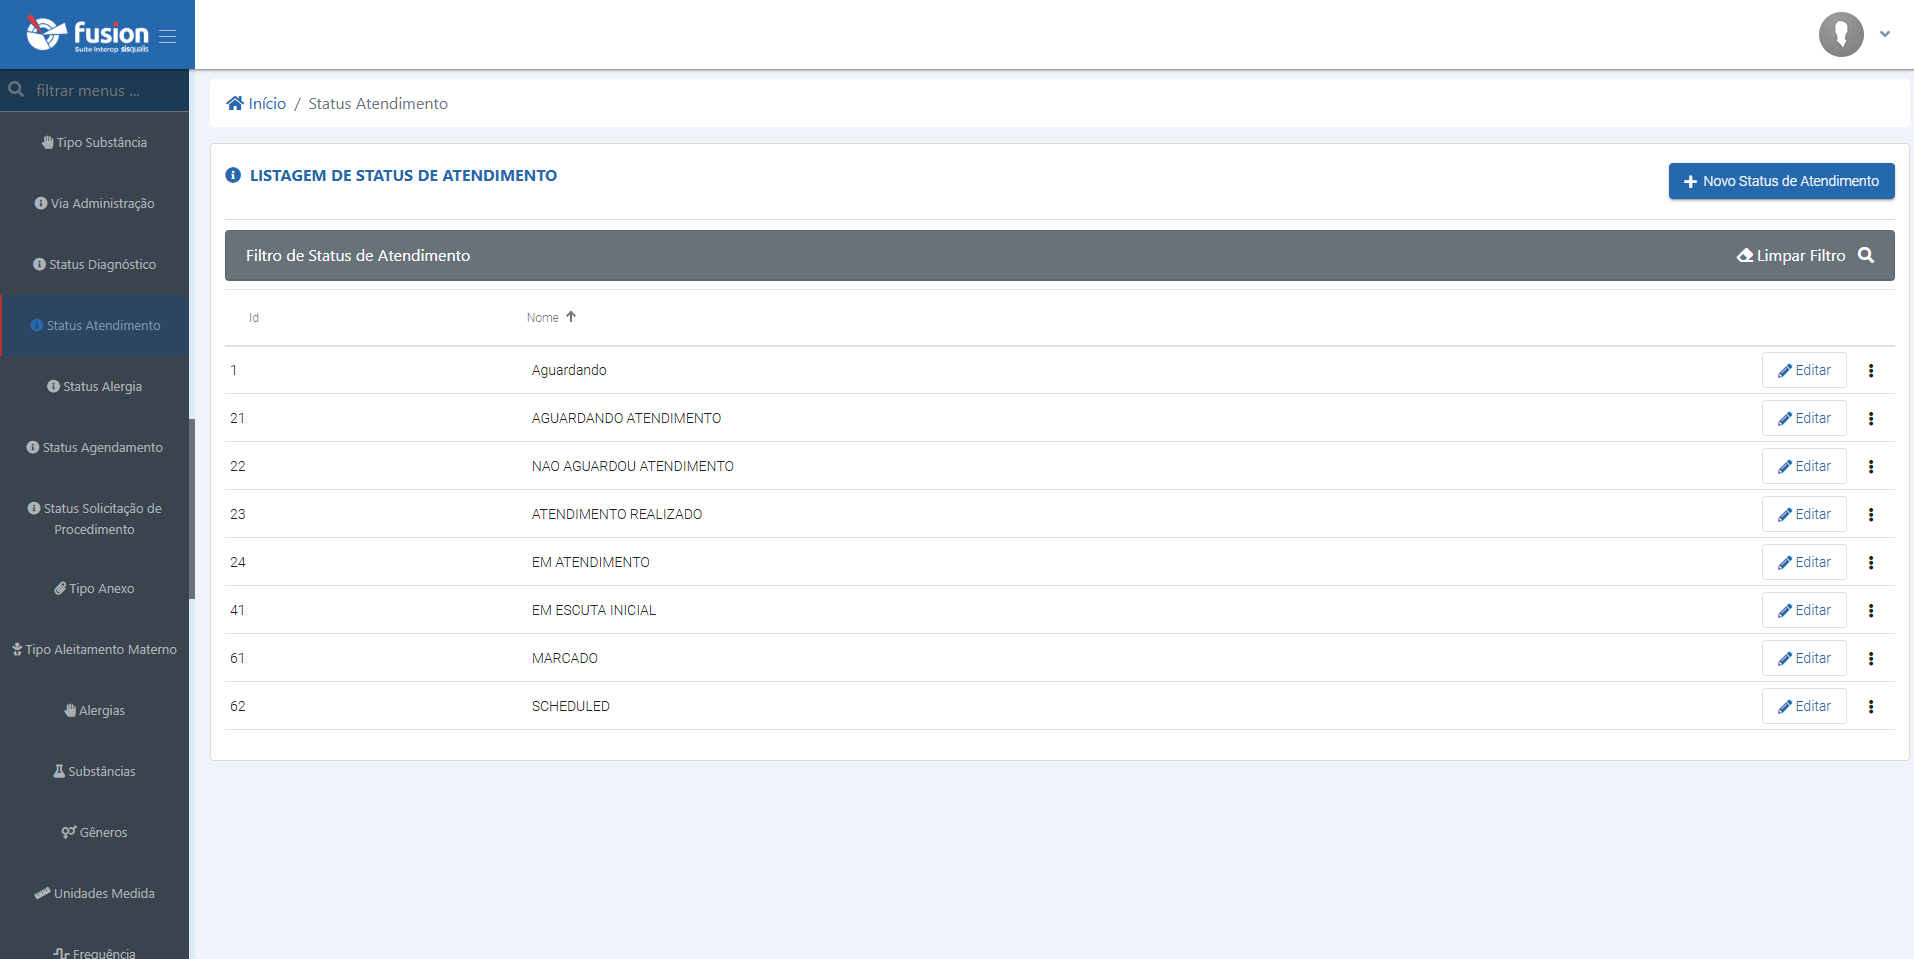 fusion
Suite Interop sisqualis
filtrar menus ...
Tipo Substância
Via Administração
Status Diagnóstico
Status Atendimento
Status Alergia
Status Agendamento
Status Solicitação de
Procedimento
Tipo Anexo
Tipo Aleitamento Materno
Alergias
Substâncias
Gêneros
Unidades Medida
Frequência
Início / Status Atendimento
LISTAGEM DE STATUS DE ATENDIMENTO
Novo Status de Atendimento
Filtro de Status de Atendimento
Limpar Filtro
Id Nome
1 Aguardando Editar
21 AGUARDANDO ATENDIMENTO Editar
22 NAO AGUARDOU ATENDIMENTO Editar
23 ATENDIMENTO REALIZADO Editar
24 EM ATENDIMENTO Editar
41 EM ESCUTA INICIAL Editar
61 MARCADO Editar
62 SCHEDULED Editar